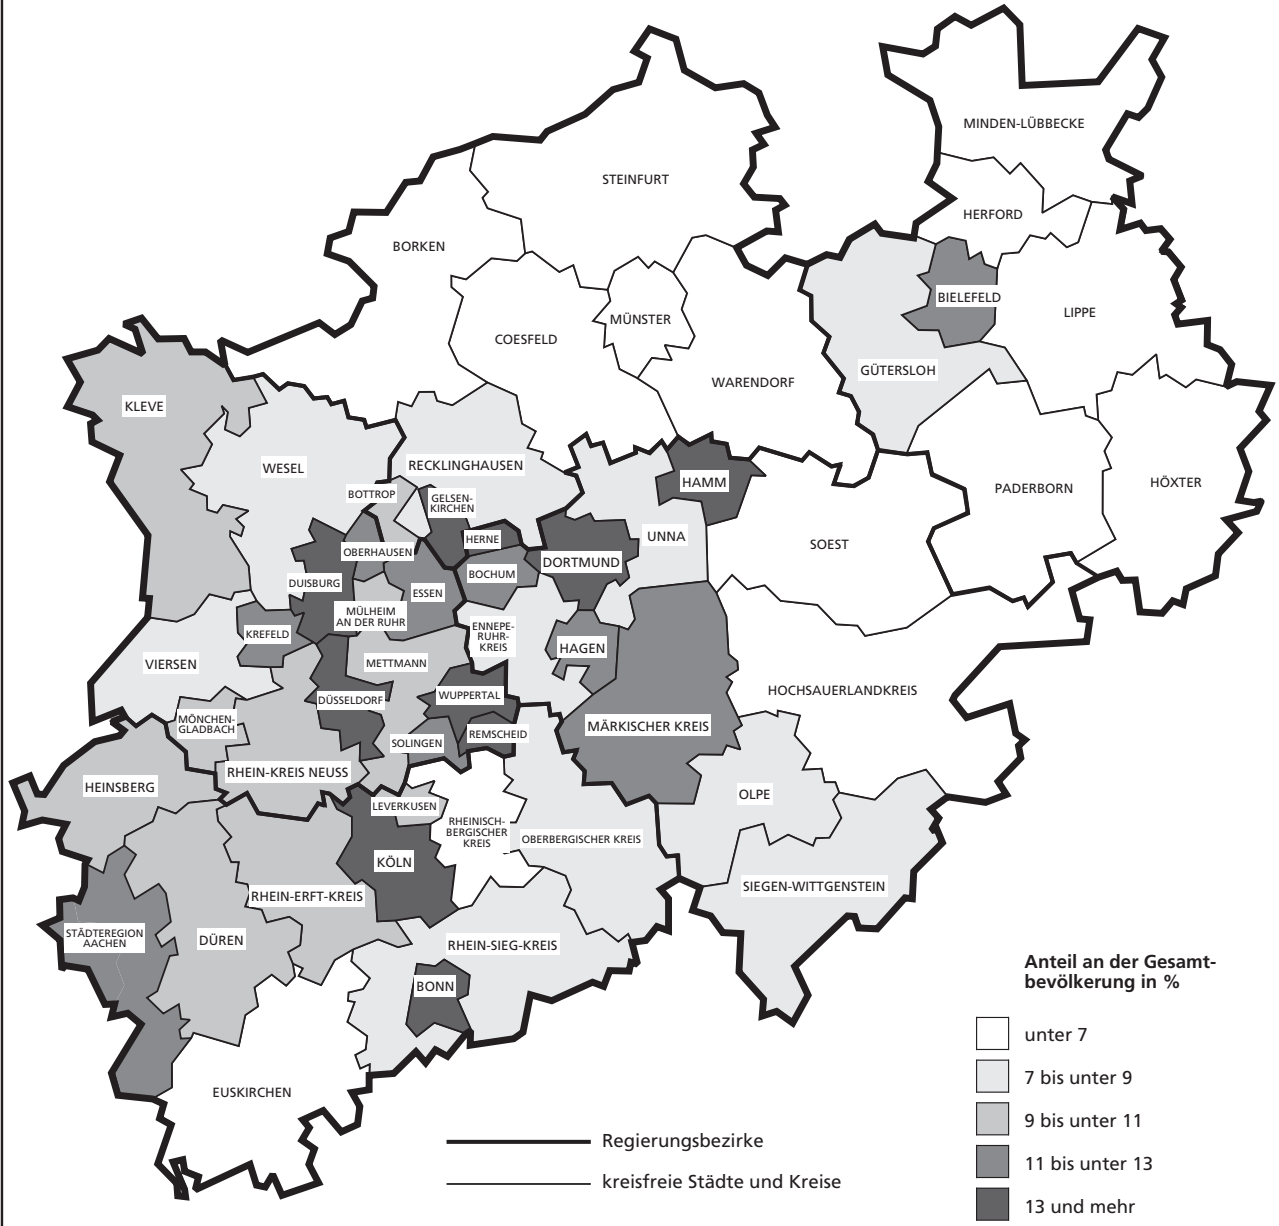 MINDEN-LÜBBECKE
STEINFURT
HERFORD
BORKEN
BIELEFELD
LIPPE
MÜNSTER
COESFELD
GÜTERSLOH
WARENDORF
KLEVE
WESEL
RECKLINGHAUSEN
HAMM
HÖXTER
PADERBORN
BOTTROP
GELSEN-
KIRCHEN
UNNA
HERNE
SOEST
OBERHAUSEN
DORTMUND
BOCHUM
DUISBURG
ESSEN
MÜLHEIM
AN DER RUHR
KREFELD
ENNEPE-
RUHR-
KREIS
HAGEN
VIERSEN
METTMANN
HOCHSAUERLANDKREIS
DÜSSELDORF
WUPPERTAL
MÖNCHEN-
GLADBACH
MÄRKISCHER KREIS
REMSCHEID
SOLINGEN
RHEIN-KREIS NEUSS
HEINSBERG
OLPE
LEVERKUSEN
RHEINISCH-
BERGISCHER
KREIS
OBERBERGISCHER KREIS
KÖLN
SIEGEN-WITTGENSTEIN
RHEIN-ERFT-KREIS
STÄDTEREGION
AACHEN
DÜREN
RHEIN-SIEG-KREIS
BONN
EUSKIRCHEN
Anteil an der Gesamt-
bevölkerung in %
unter 7
7 bis unter 9
9 bis unter 11
11 bis unter 13
13 und mehr
Regierungsbezirke
kreisfreie Städte und Kreise